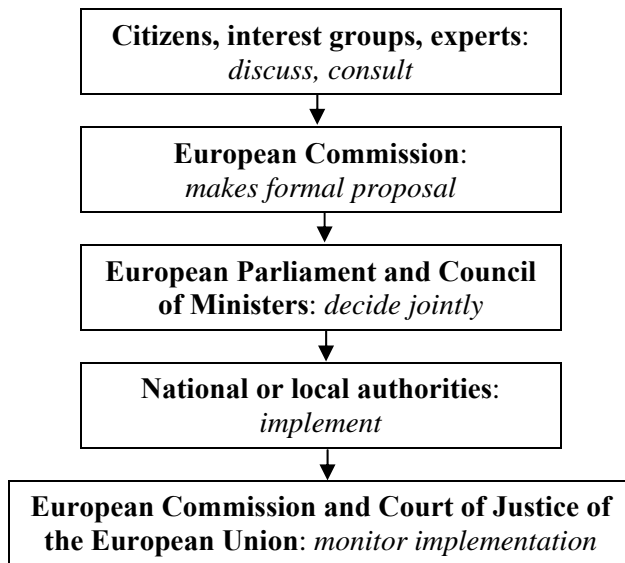 Citizens, interest groups, experts:
discuss, consult
European Commission:
makes formal proposal
European Parliament and Council
of Ministers: decide jointly
National or local authorities:
implement
European Commission and Court of Justice of
the European Union: monitor implementation